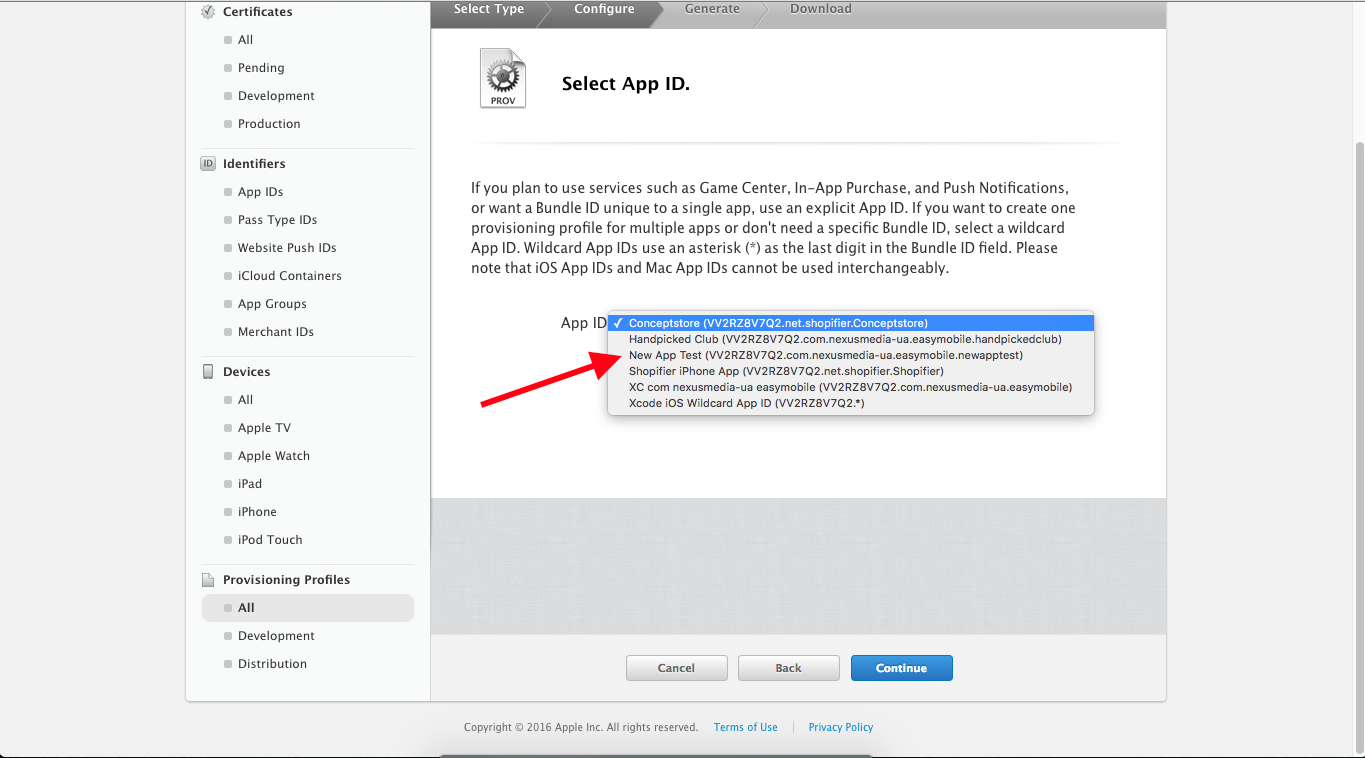 Certificates
All
Pending
Development
Production
ID Identifiers
App IDs
Pass Type IDs
Website Push IDs
iCloud Containers
App Groups
Merchant IDs
Devices
All
Apple TV
Apple Watch
iPad
iPhone
iPod Touch
Provisioning Profiles
All
Development
Distribution
Select Type Configure Generate Download
PROV
Select App ID.
If you plan to use services such as Game Center, In-App Purchase, and Push Notifications,
or want a Bundle ID unique to a single app, use an explicit App ID. If you want to create one
provisioning profile for multiple apps or don't need a specific Bundle ID, select a wildcard
App ID. Wildcard App IDs use an asterisk (*) as the last digit in the Bundle ID field. Please
note that iOS App IDs and Mac App IDs cannot be used interchangeably.
App ID ✓ Conceptstore (VV2RZ8V7Q2.net.shopifier.Conceptstore)
Handpicked Club (VV2RZ8V7Q2.com.nexusmedia-ua.easymobile.handpickedclub)
New App Test (VV2RZ8V7Q2.com.nexusmedia-ua.easymobile.newapptest)
Shopifier iPhone App (VV2RZ8V7Q2.net.shopifier.Shopifier)
XC com nexusmedia-ua easymobile (VV2RZ8V7Q2.com.nexusmedia-ua.easymobile)
Xcode iOS Wildcard App ID (VV2RZ8V7Q2.*)
Cancel Back Continue
Copyright © 2016 Apple Inc. All rights reserved. Terms of Use Privacy Policy